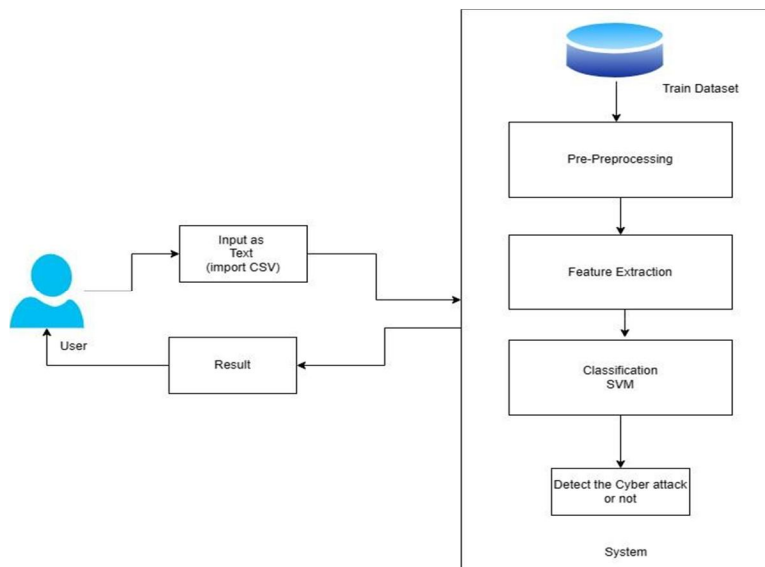 Train Dataset
Pre-Preprocessing
Input as
Text
(import CSV)
Feature Extraction
User
Result
Classification
SVM
Detect the Cyber attack
or not
System